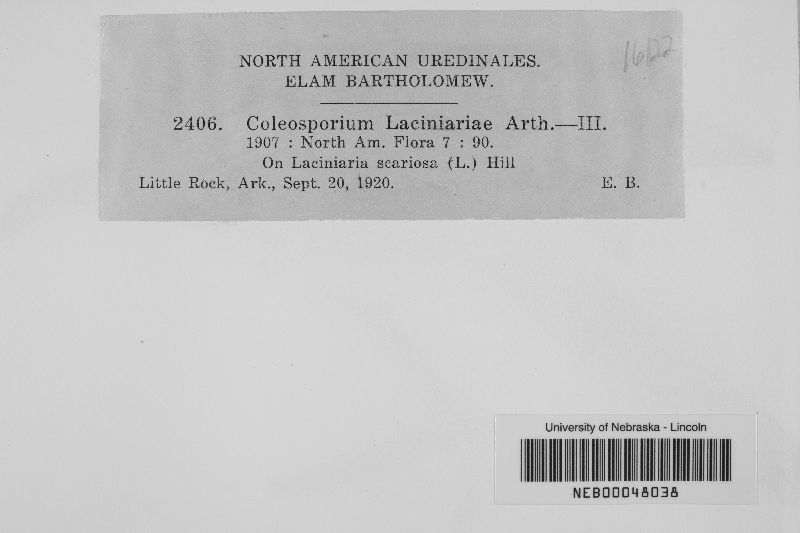 1622
NORTH AMERICAN UREDINALES.
ELAM BARTHOLOMEW.
2406. Coleosporium Laciniariae Arth.—III.
1907 : North Am. Flora 7 : 90.
On Laciniaria scariosa (L.) Hill
Little Rock, Ark., Sept. 20, 1920. E. B.
University of Nebraska - Lincoln
NEB00048038